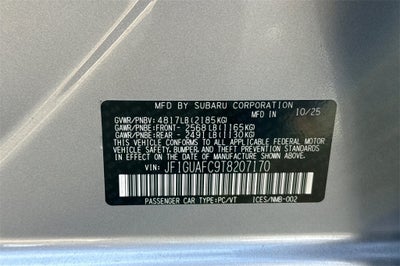 MFD. BY SUBARU CORPORATION 10/25
GVWR/PNBV: 4817LB(2185KG)
GAWR/PNBE:FRONT- 2568LB(1165KG)
GAWR/PNBE:REAR - 2491LB(1130KG)
THIS VEHICLE CONFORMS TO ALL APPLICABLE FEDERAL MOTOR
VEHICLE SAFETY, BUMPER, AND THEFT PREVENTION STANDARDS
IN EFFECT ON THE DATE OF MANUFACTURE SHOWN ABOVE.
VIN: JF1GUAFC9T8207170
PASSENGER CAR TYPE:PC/VT ICES/NMB-002